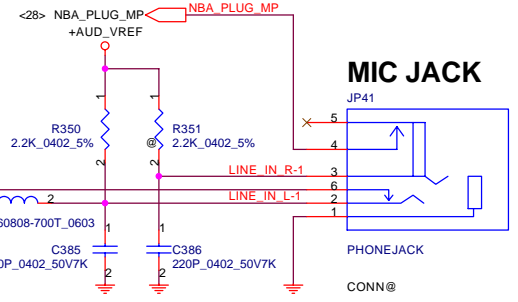 <28> NBA_PLUG_MP
NBA_PLUG_MP
+AUD_VREF
MIC JACK
JP41
1
1
R350
2.2K_0402_5%
@
R351
2.2K_0402_5%
2
2
5
4
3
6
2
1
LINE_IN_R-1
LINE_IN_L-1
2
60808-700T_0603
1
1
C385
0P_0402_50V7K
C386
220P_0402_50V7K
2
2
PHONEJACK
CONN@